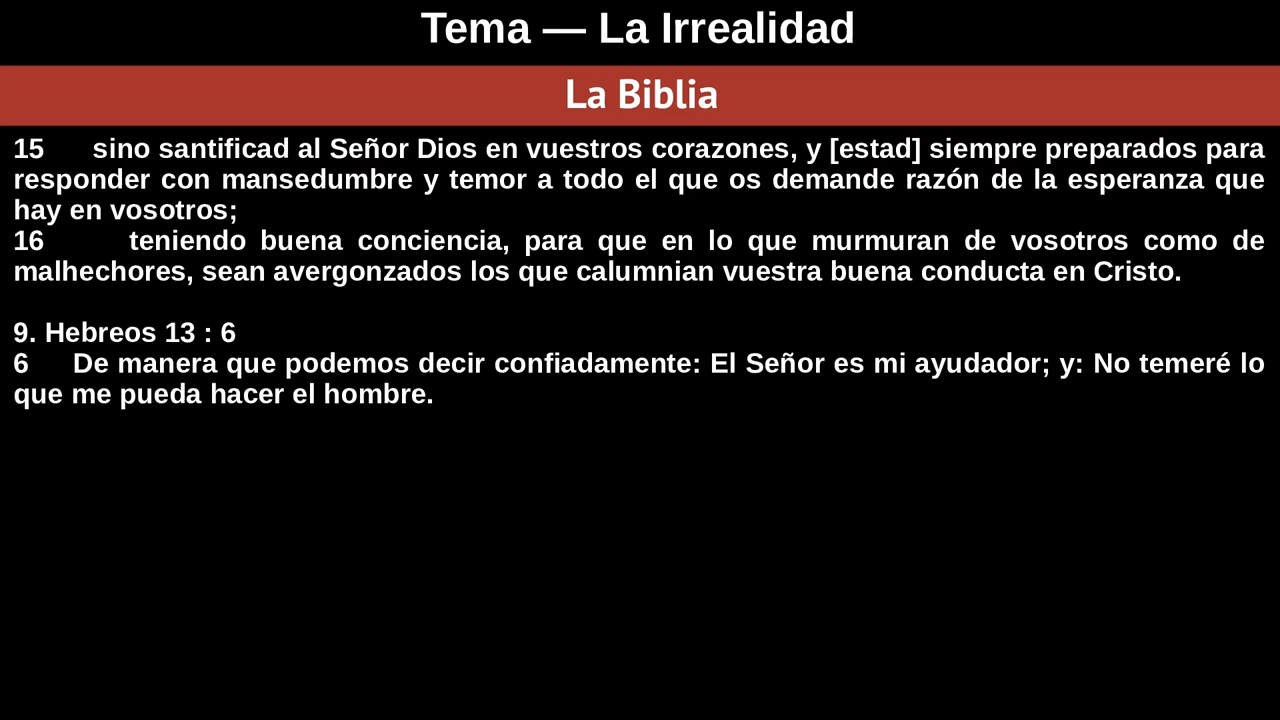 Tema — La Irrealidad
La Biblia
15 sino santificad al Señor Dios en vuestros corazones, y [estad] siempre preparados para
responder con mansedumbre y temor a todo el que os demande razón de la esperanza que
hay en vosotros;
16 teniendo buena conciencia, para que en lo que murmuran de vosotros como de
malhechores, sean avergonzados los que calumnian vuestra buena conducta en Cristo.
9. Hebreos 13 : 6
6 De manera que podemos decir confiadamente: El Señor es mi ayudador; y: No temeré lo
que me pueda hacer el hombre.